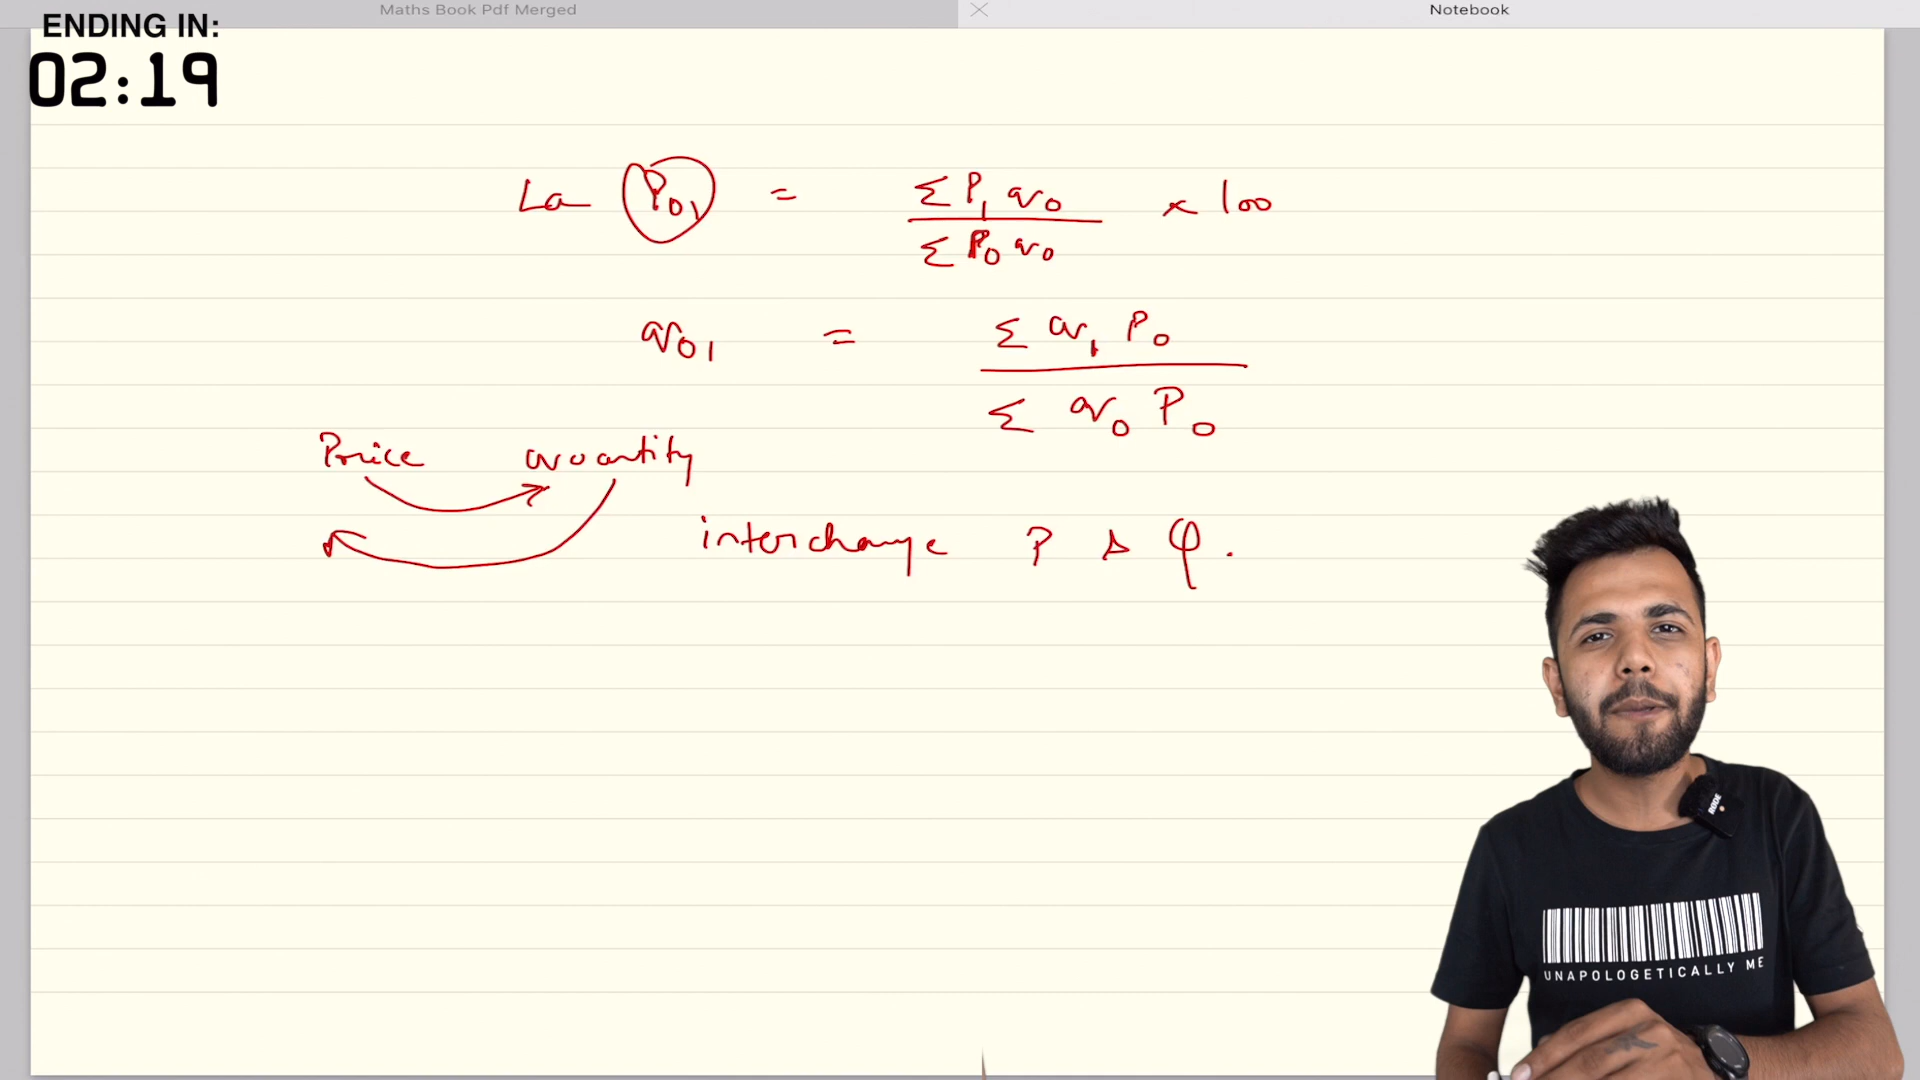 Maths Book Pdf Merged
Notebook
ENDING IN:
02:19
La P01 = ΣP1q0 / ΣP0q0 × 100
q01 = Σq1P0 / Σq0P0
Price quantity
interchange P & Q.
RODE
UNAPOLOGETICALLY ME